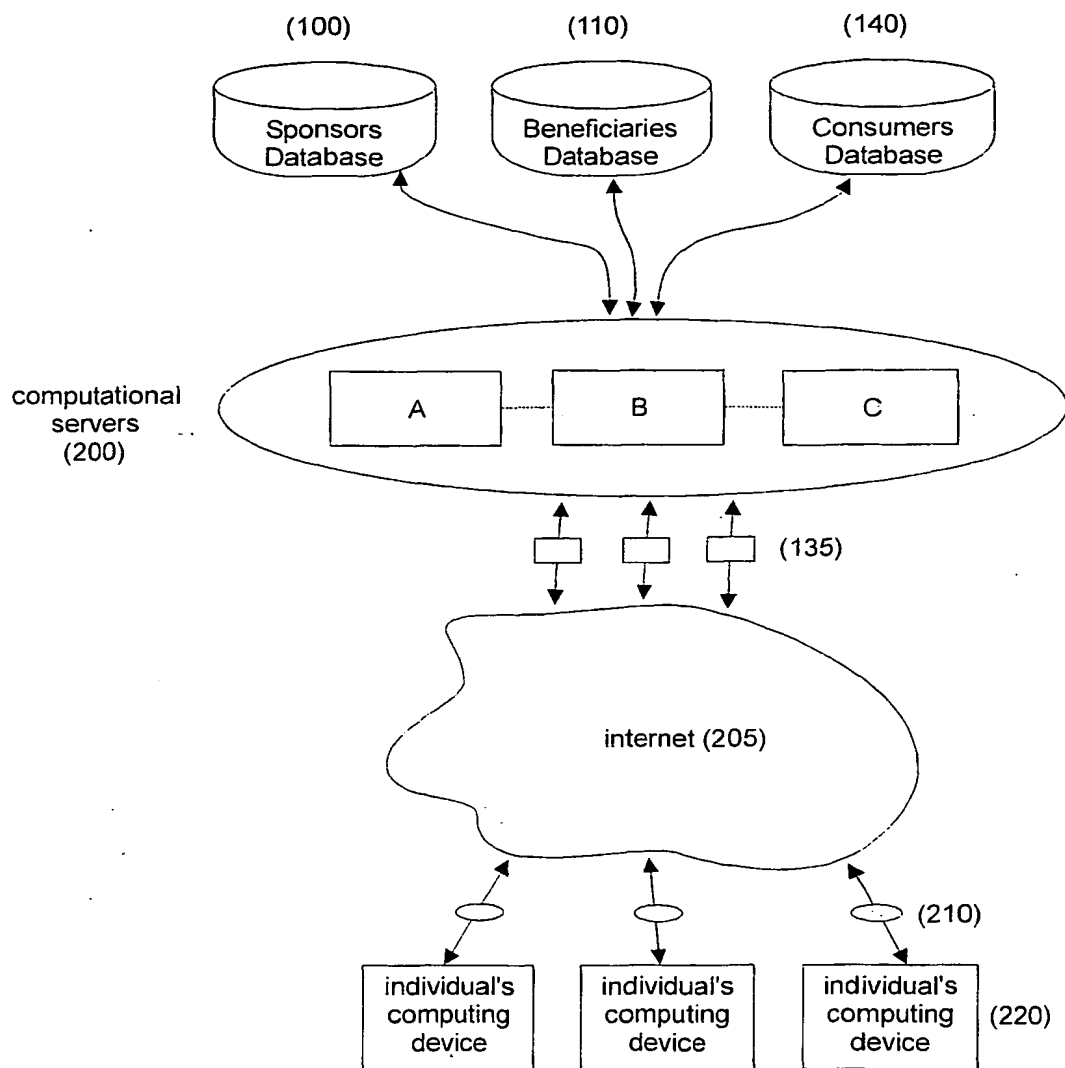 (100)
(110)
(140)
Sponsors
Database
Beneficiaries
Database
Consumers
Database
computational
servers
(200)
A
B
C
(135)
internet (205)
(210)
individual's
computing
device
individual's
computing
device
individual's
computing
device
(220)